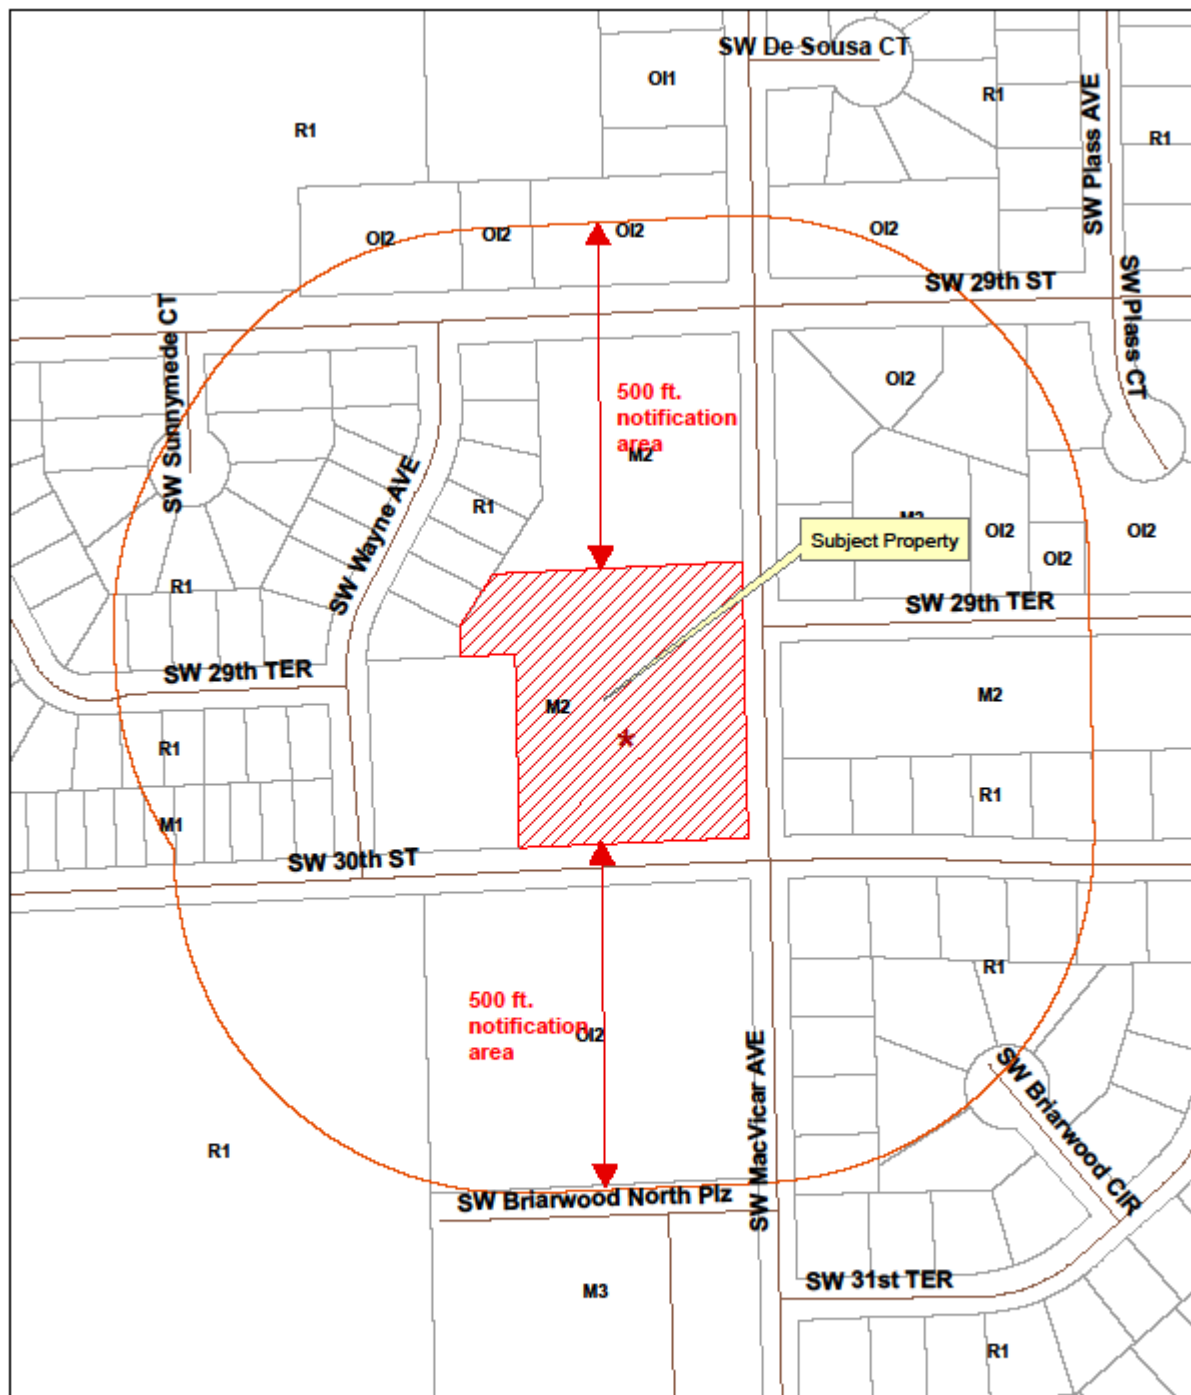 SW De Sousa CT
OI1
R1
R1
SW Plass AVE
R1
OI2
OI2
OI2
OI2
SW 29th ST
SW Plass CT
SW Sunnymede CT
500 ft.
notification
area
M2
OI2
SW Wayne AVE
R1
OI2
OI2
OI2
Subject Property
R1
SW 29th TER
SW 29th TER
M2
M2
*
R1
R1
M1
SW 30th ST
R1
500 ft.
notification
area
OI2
SW MacVicar AVE
SW Briarwood CIR
R1
SW Briarwood North Plz
SW 31st TER
M3
R1